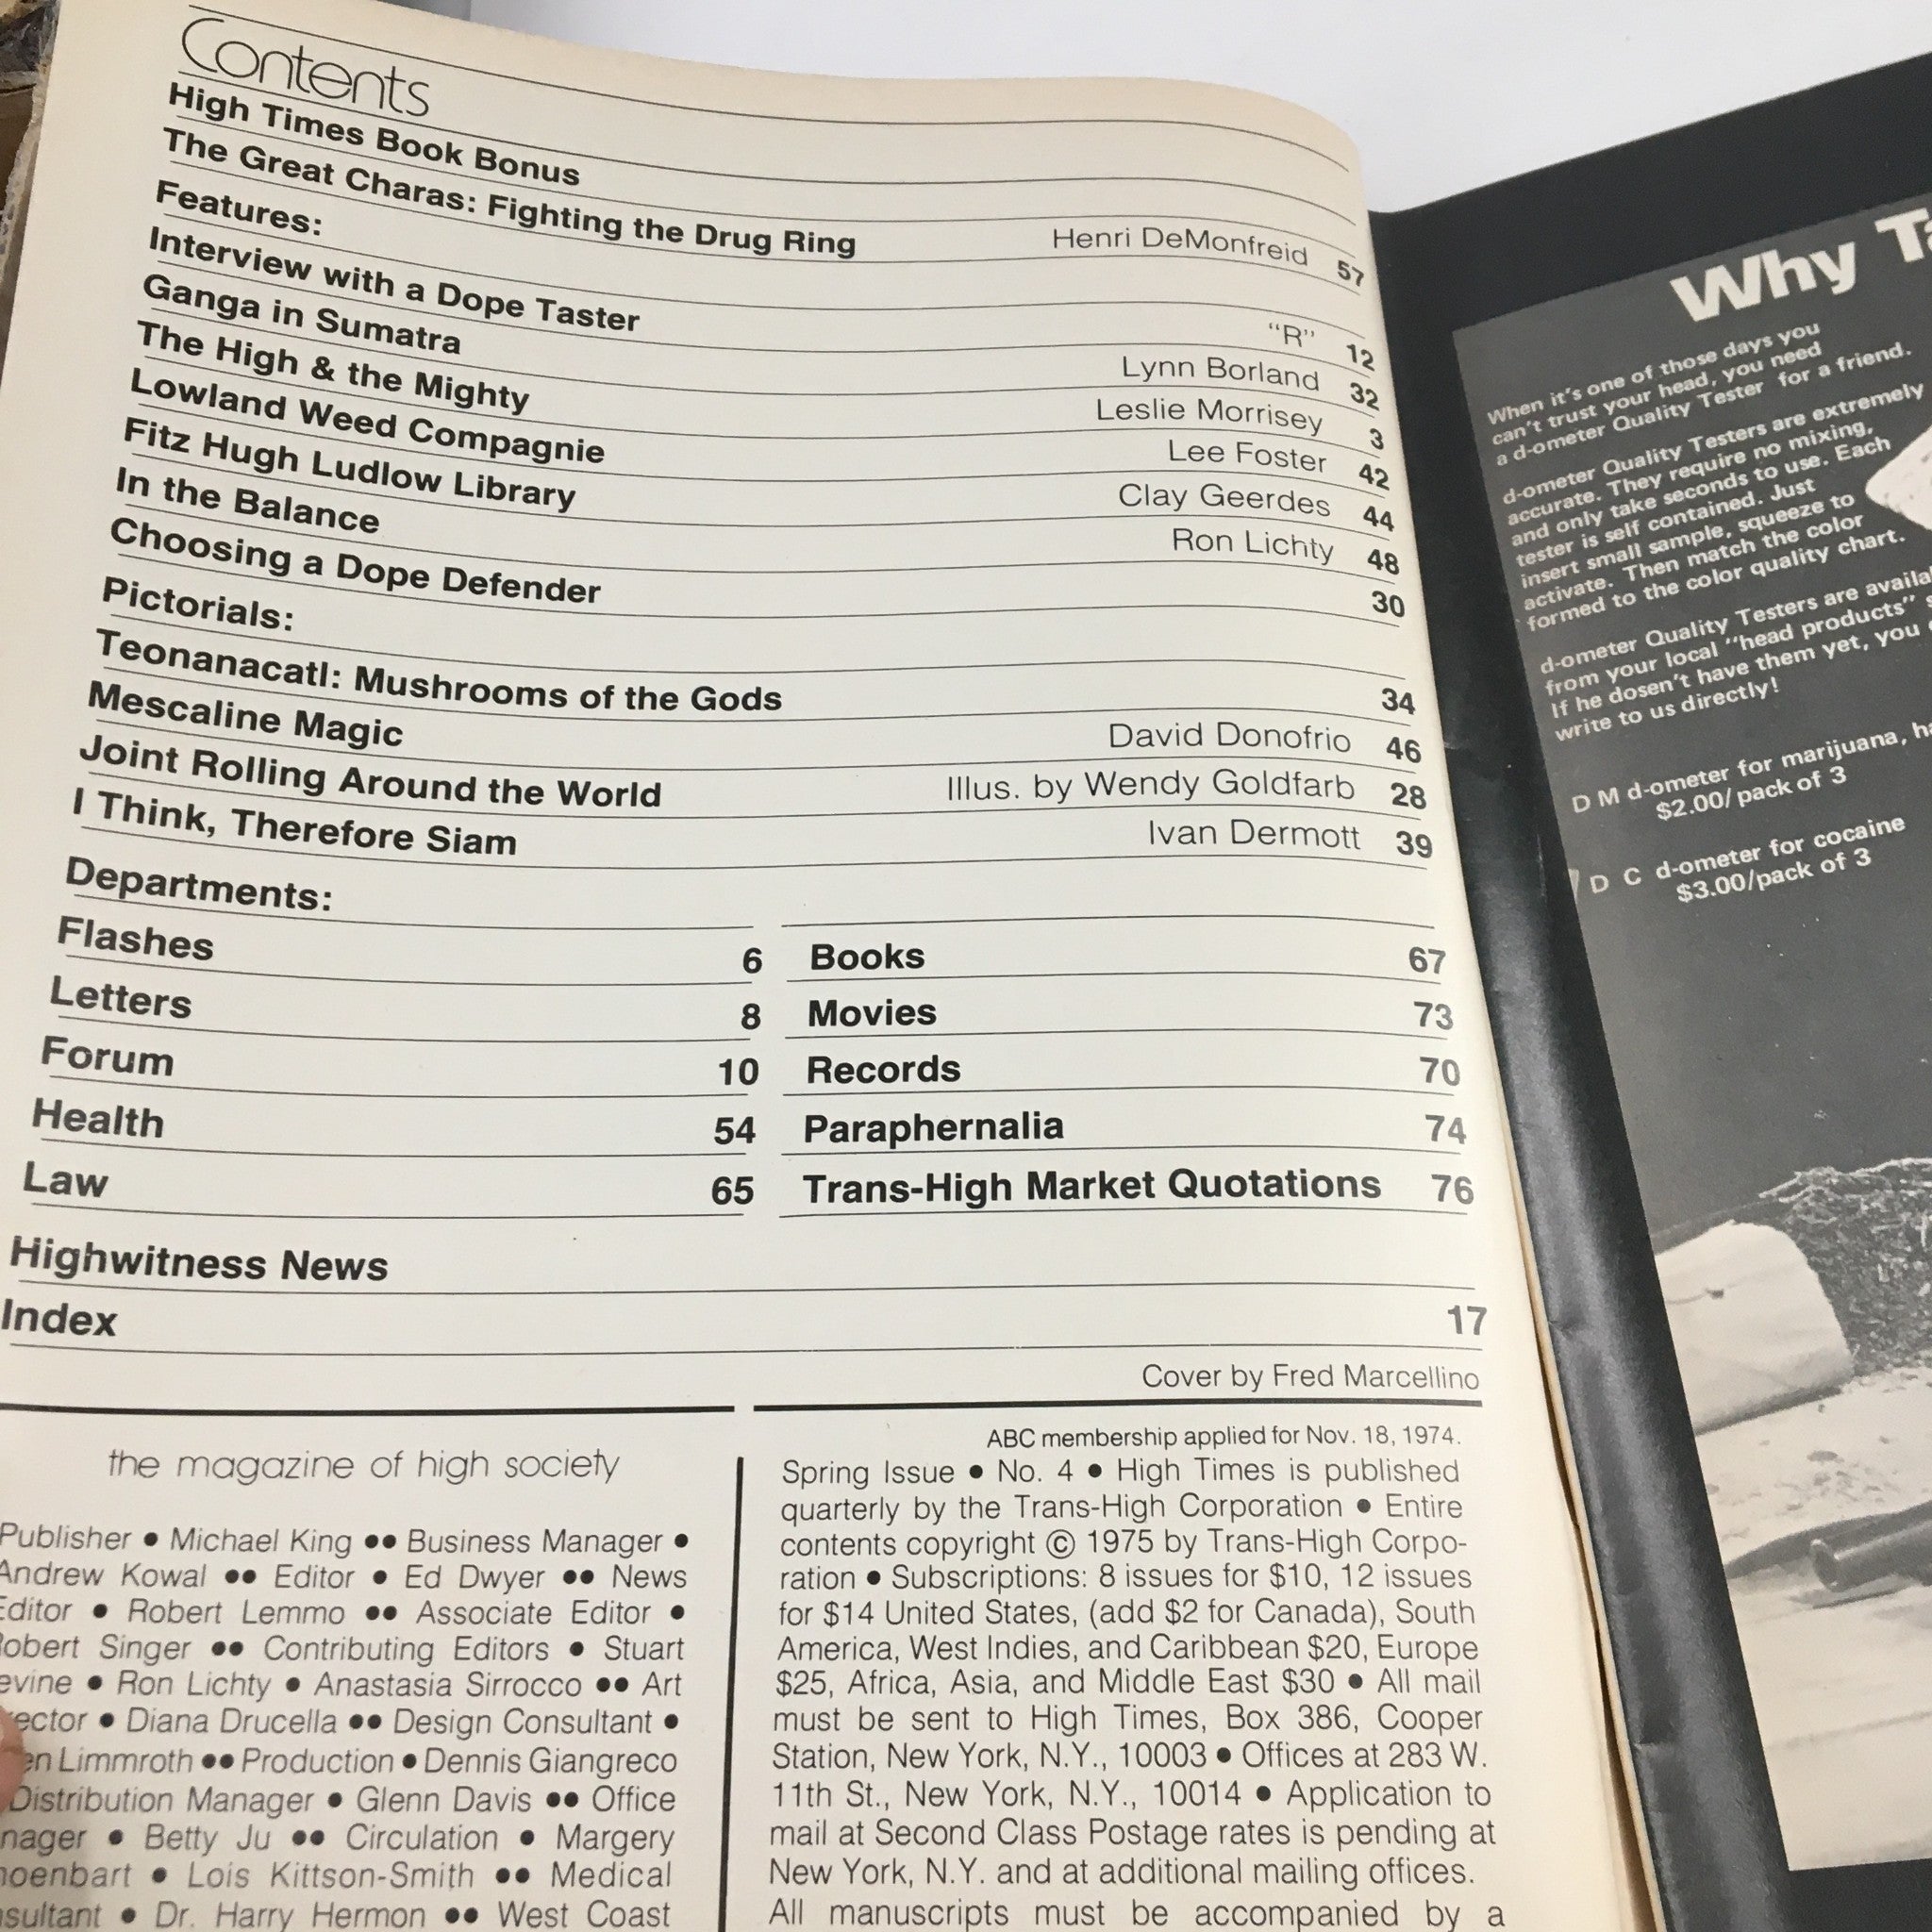 Contents
High Times Book Bonus
The Great Charas: Fighting the Drug Ring Henri DeMonfreid 57
Features:
Interview with a Dope Taster "R" 12
Ganga in Sumatra Lynn Borland 32
The High & the Mighty Leslie Morrisey 3
Lowland Weed Compagnie Lee Foster 42
Fitz Hugh Ludlow Library Clay Geerdes 44
In the Balance Ron Lichty 48
Choosing a Dope Defender 30
Pictorials:
Teonanacatl: Mushrooms of the Gods 34
Mescaline Magic David Donofrio 46
Joint Rolling Around the World Illus. by Wendy Goldfarb 28
I Think, Therefore Siam Ivan Dermott 39
Departments:
Flashes 6 Books 67
Letters 8 Movies 73
Forum 10 Records 70
Health 54 Paraphernalia 74
Law 65 Trans-High Market Quotations 76
Highwitness News
Index 17
Cover by Fred Marcellino
the magazine of high society
Publisher • Michael King •• Business Manager •
Andrew Kowal •• Editor • Ed Dwyer •• News
Editor • Robert Lemmo •• Associate Editor •
Robert Singer •• Contributing Editors • Stuart
• Ron Lichty • Anastasia Sirrocco •• Art
• Diana Drucella •• Design Consultant •
Limmroth •• Production • Dennis Giangreco
Distribution Manager • Glenn Davis •• Office
• Betty Ju •• Circulation • Margery
• Lois Kittson-Smith •• Medical
• Dr. Harry Hermon •• West Coast
ABC membership applied for Nov. 18, 1974.
Spring Issue • No. 4 • High Times is published
quarterly by the Trans-High Corporation • Entire
contents copyright © 1975 by Trans-High Corpo-
ration • Subscriptions: 8 issues for $10, 12 issues
for $14 United States, (add $2 for Canada), South
America, West Indies, and Caribbean $20, Europe
$25, Africa, Asia, and Middle East $30 • All mail
must be sent to High Times, Box 386, Cooper
Station, New York, N.Y., 10003 • Offices at 283 W.
11th St., New York, N.Y., 10014 • Application to
mail at Second Class Postage rates is pending at
New York, N.Y. and at additional mailing offices.
All manuscripts must be accompanied by a
Why
When it's one of those days you
can't trust your head, you need
a d-ometer Quality Tester for a friend.
d-ometer Quality Testers are extremely
accurate. They require no mixing,
and only take seconds to use. Each
tester is self contained. Just
insert small sample, squeeze to
activate. Then match the color
formed to the color quality chart.
d-ometer Quality Testers are
from your local "head products"
If he dosen't have them yet, you
write to us directly!
D M d-ometer for marijuana,
$2.00/ pack of 3
D C d-ometer for cocaine
$3.00/pack of 3